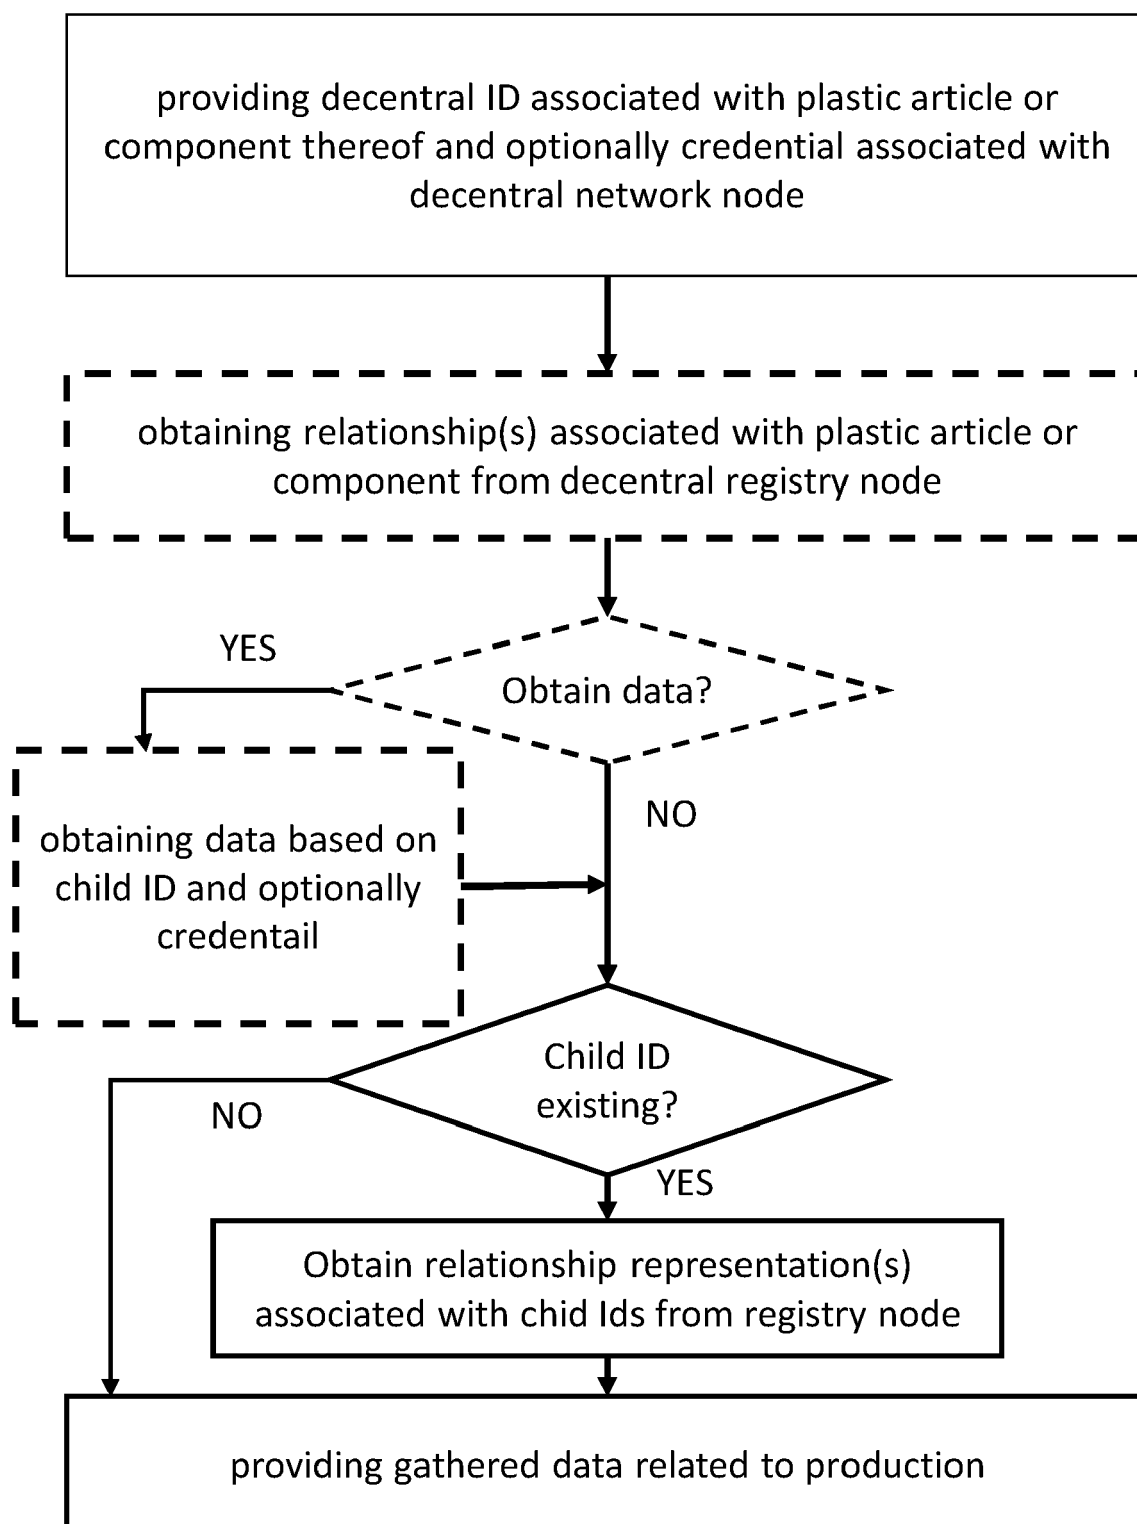 providing decentral ID associated with plastic article or
component thereof and optionally credential associated with
decentral network node
obtaining relationship(s) associated with plastic article or
component from decentral registry node
YES
Obtain data?
NO
obtaining data based on
child ID and optionally
credentail
Child ID
existing?
NO
YES
Obtain relationship representation(s)
associated with chid Ids from registry node
providing gathered data related to production